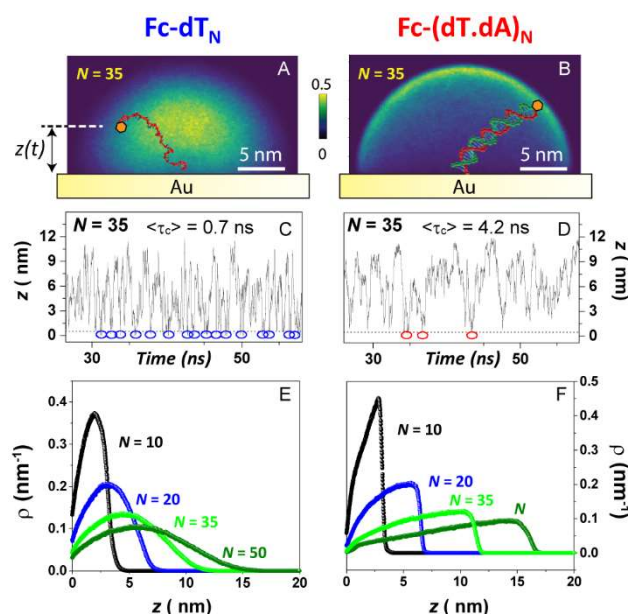 Fc-dTN
Fc-(dT.dA)N
N = 35
A
z(t)
5 nm
Au
0.5
0
N = 35
B
5 nm
Au
N = 35
<τc> = 0.7 ns
C
z ( nm)
12
9
6
3
0
30
50
Time (ns)
N = 35
<τc> = 4.2 ns
D
z ( nm)
12
9
6
3
0
30
50
Time (ns)
E
ρ (nm-1)
0.4
0.3
0.2
0.1
0.0
N = 10
N = 20
N = 35
N = 50
0
5
10
15
20
z ( nm)
F
ρ (nm-1)
0.5
0.4
0.3
0.2
0.1
0.0
N = 10
N = 20
N = 35
N
0
5
10
15
20
z ( nm)